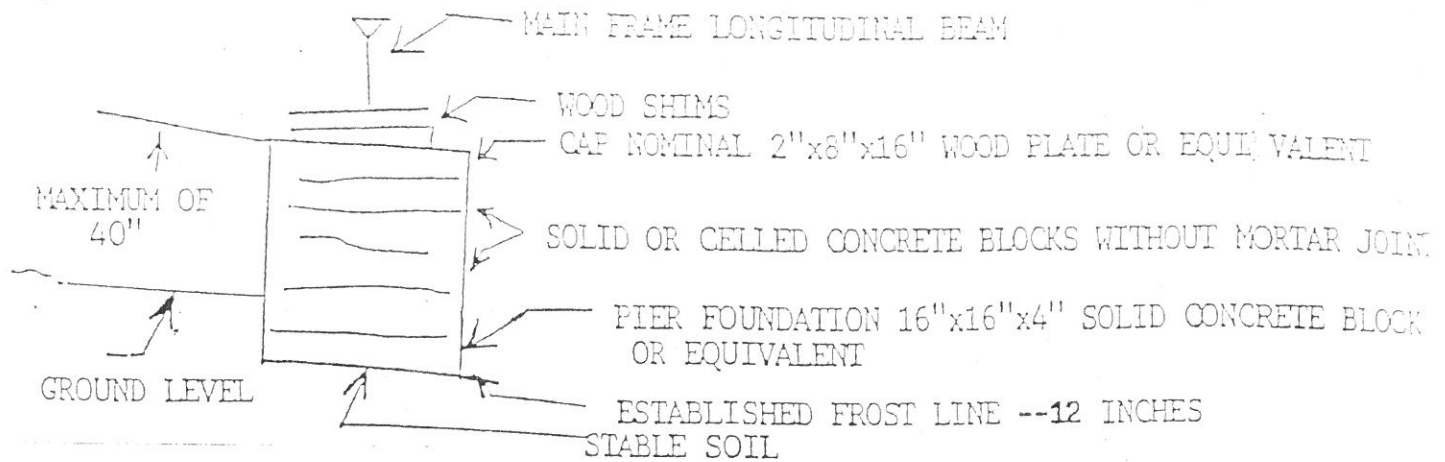 MAIN FRAME LONGITUDINAL BEAM
WOOD SHIMS
CAP NOMINAL 2"x8"x16" WOOD PLATE OR EQUI VALENT
MAXIMUM OF
40"
SOLID OR CELLED CONCRETE BLOCKS WITHOUT MORTAR JOINT
PIER FOUNDATION 16"x16"x4" SOLID CONCRETE BLOCK
OR EQUIVALENT
GROUND LEVEL
ESTABLISHED FROST LINE --12 INCHES
STABLE SOIL